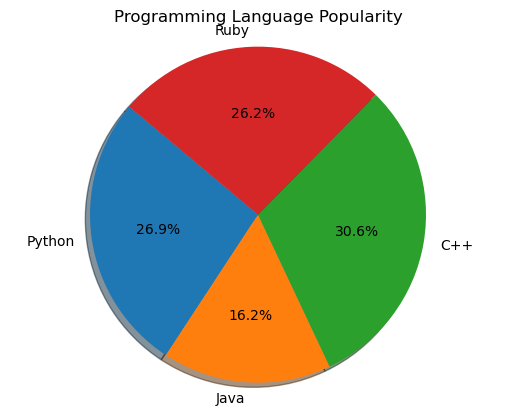 Programming Language Popularity
Ruby
26.2%
Python
26.9%
30.6%
C++
16.2%
Java